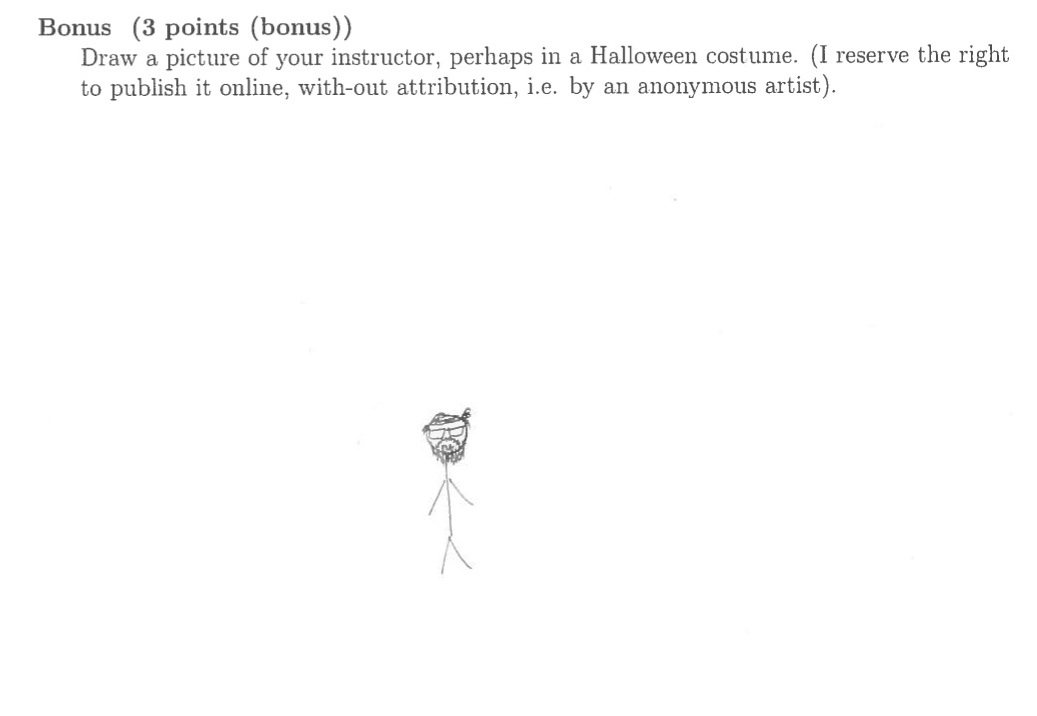 Bonus (3 points (bonus))
Draw a picture of your instructor, perhaps in a Halloween costume. (I reserve the right
to publish it online, with-out attribution, i.e. by an anonymous artist).